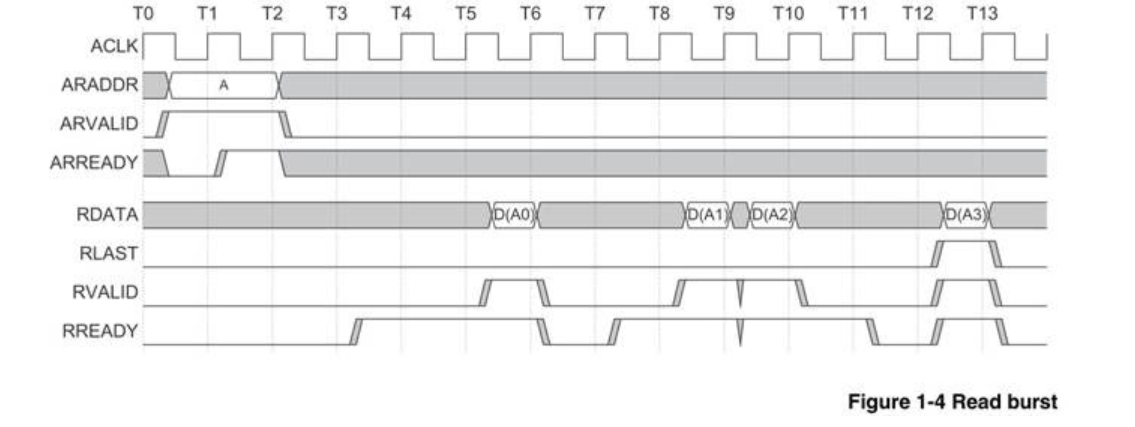 T0 T1 T2 T3 T4 T5 T6 T7 T8 T9 T10 T11 T12 T13
ACLK
ARADDR A
ARVALID
ARREADY
RDATA D(A0) D(A1) D(A2) D(A3)
RLAST
RVALID
RREADY
Figure 1-4 Read burst